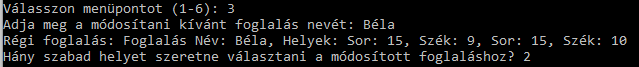 Válasszon menüpontot (1-6): 3
Adja meg a módosítani kívánt foglalás nevét: Béla
Régi foglalás: Foglalás Név: Béla, Helyek: Sor: 15, Szék: 9, Sor: 15, Szék: 10
Hány szabad helyet szeretne választani a módosított foglaláshoz? 2